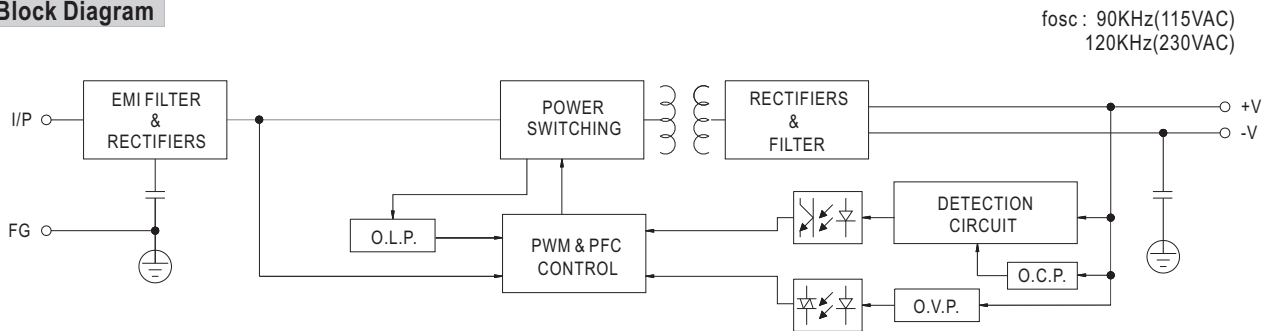 Block Diagram
fosc : 90KHz(115VAC)
120KHz(230VAC)
I/P
EMI FILTER
&
RECTIFIERS
POWER
SWITCHING
RECTIFIERS
&
FILTER
+V
-V
FG
O.L.P.
PWM & PFC
CONTROL
DETECTION
CIRCUIT
O.C.P.
O.V.P.